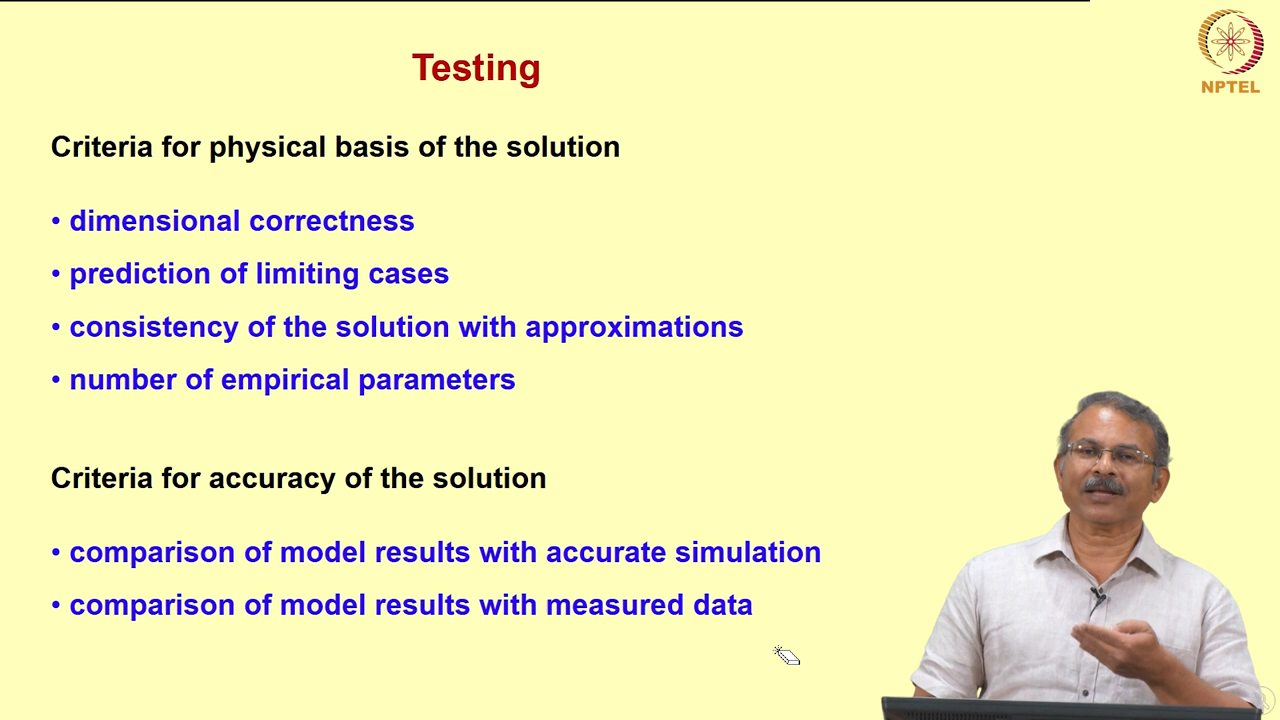 Testing
NPTEL
Criteria for physical basis of the solution
• dimensional correctness
• prediction of limiting cases
• consistency of the solution with approximations
• number of empirical parameters
Criteria for accuracy of the solution
• comparison of model results with accurate simulation
• comparison of model results with measured data